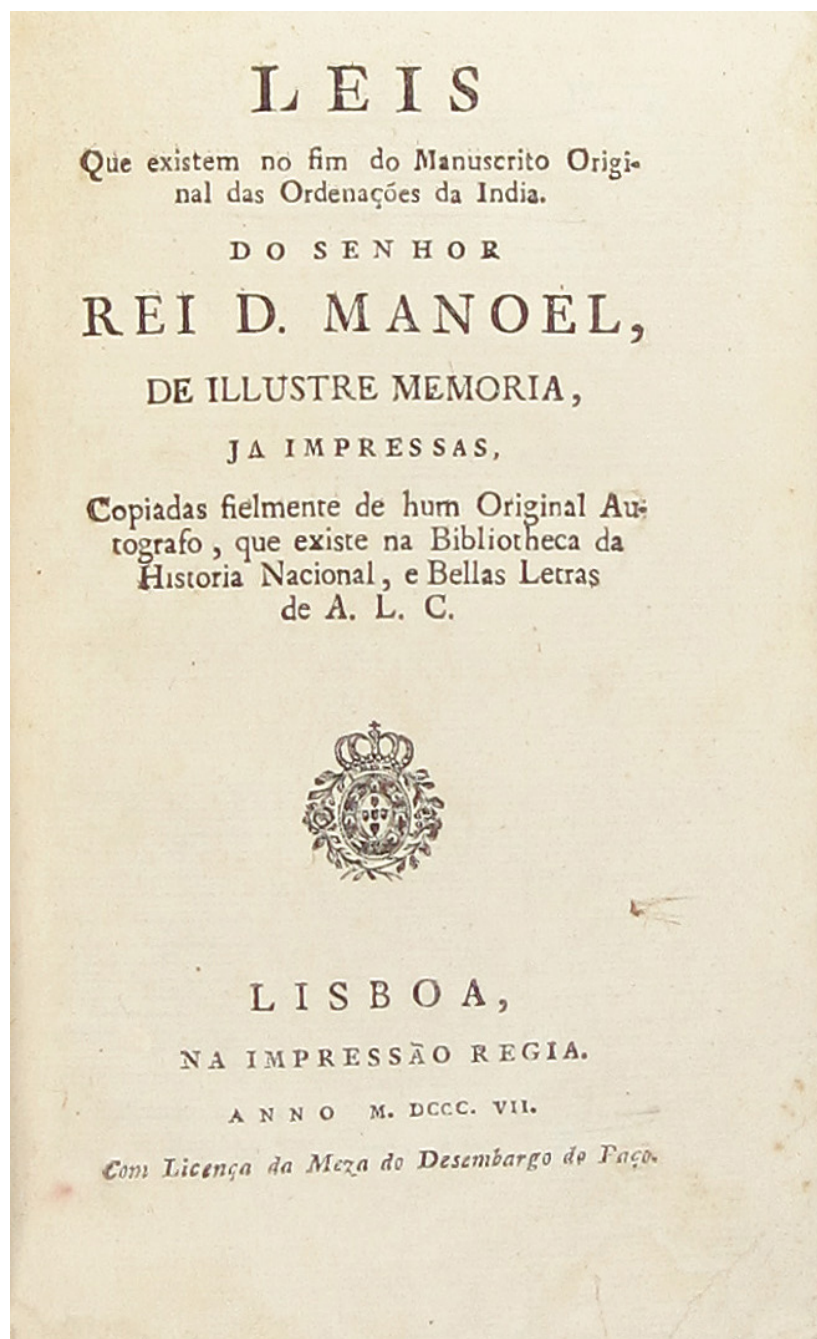 LEIS
Que existem no fim do Manuscrito Origi-
nal das Ordenações da India.
DO SENHOR
REI D. MANOEL,
DE ILLUSTRE MEMORIA,
JA IMPRESSAS,
Copiadas fielmente de hum Original Au-
tografo, que existe na Bibliotheca da
Historia Nacional, e Bellas Letras
de A. L. C.
LISBOA,
NA IMPRESSÃO REGIA.
ANNO M. DCCC. VII.
Com Licença da Meza do Desembargo do Paço.